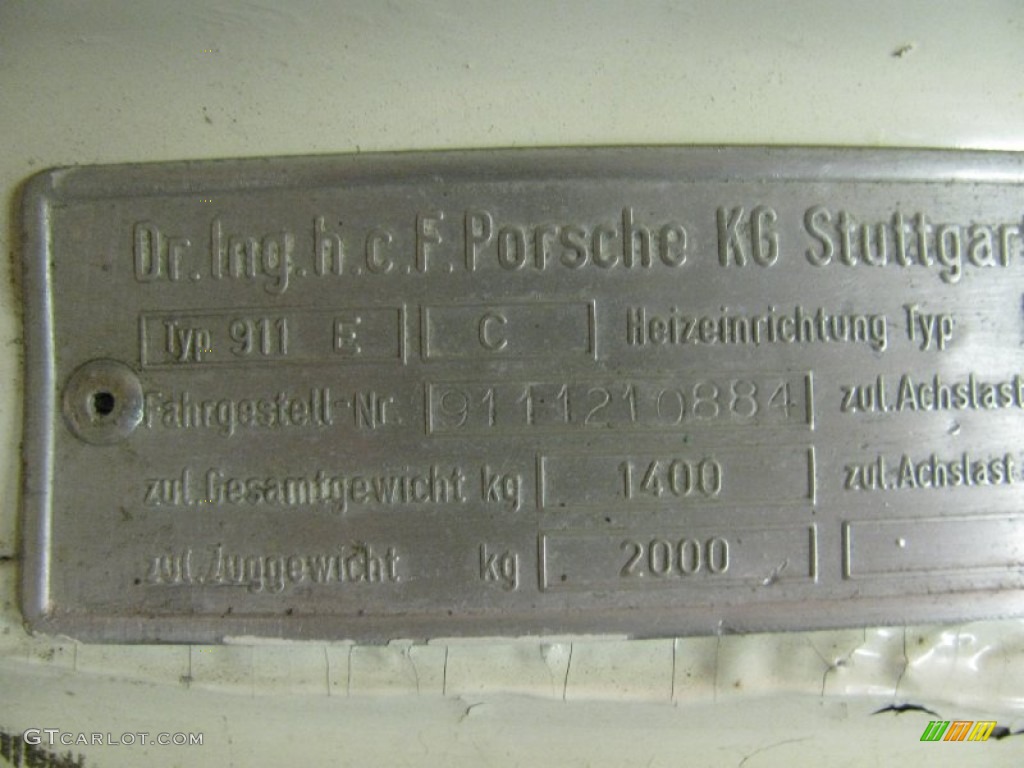 Dr. Ing. h. c. F. Porsche KG Stuttgar
Typ 911 E C Heizeinrichtung Typ
Fahrgestell-Nr. 9111210884 zul. Achslast
zul. Gesamtgewicht kg 1400 zul. Achslast
zul. Zuggewicht kg 2000
GTCARLOT.COM